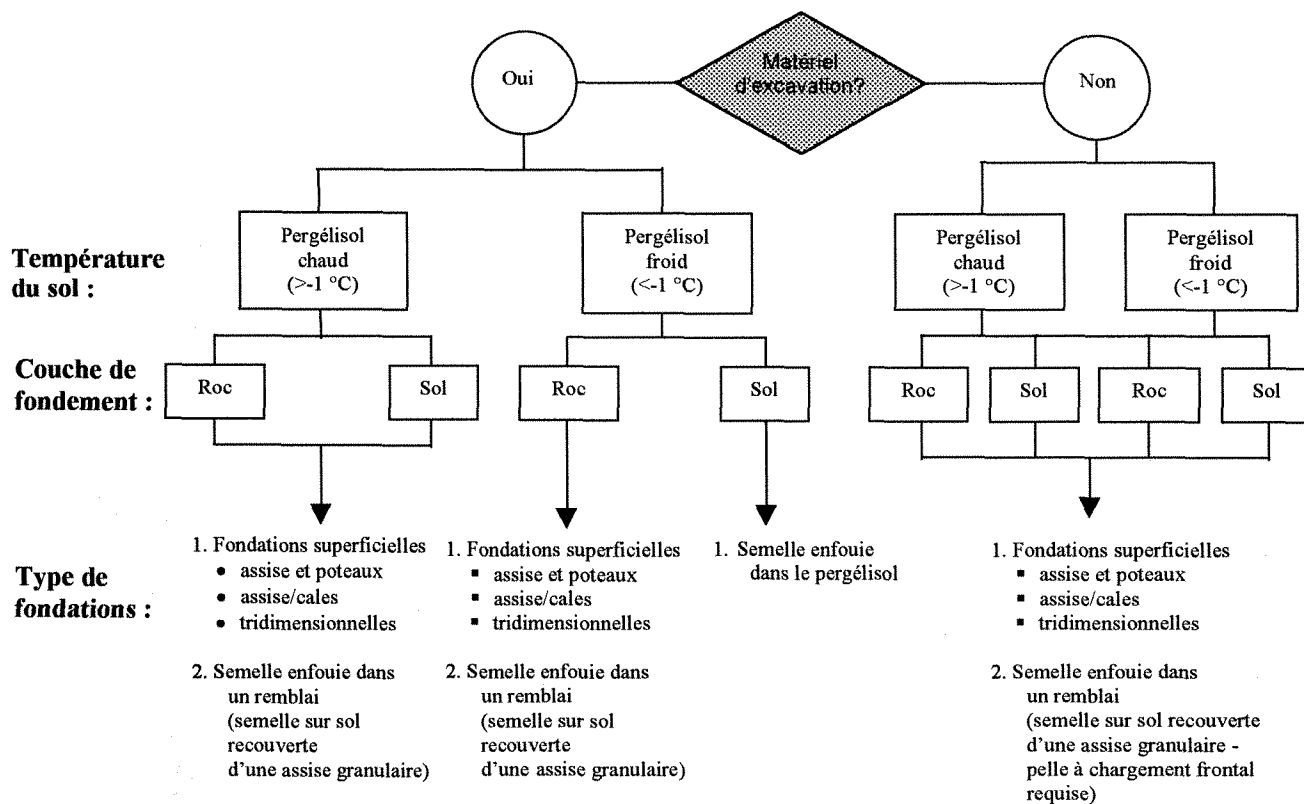 Oui
Matériel
d'excavation?
Non
Température
du sol :
Pergélisol
chaud
(>-1 °C)
Pergélisol
froid
(<-1 °C)
Pergélisol
chaud
(>-1 °C)
Pergélisol
froid
(<-1 °C)
Couche de
fondement :
Roc
Sol
Roc
Sol
Roc
Sol
Roc
Sol
Type de
fondations :
1. Fondations superficielles
• assise et poteaux
• assise/cales
• tridimensionnelles
2. Semelle enfouie dans
un remblai
(semelle sur sol
recouverte
d'une assise granulaire)
1. Fondations superficielles
▪ assise et poteaux
▪ assise/cales
▪ tridimensionnelles
2. Semelle enfouie dans
un remblai
(semelle sur sol
recouverte
d'une assise granulaire)
1. Semelle enfouie
dans le pergélisol
1. Fondations superficielles
▪ assise et poteaux
▪ assise/cales
▪ tridimensionnelles
2. Semelle enfouie dans
un remblai
(semelle sur sol recouverte
d'une assise granulaire -
pelle à chargement frontal
requise)